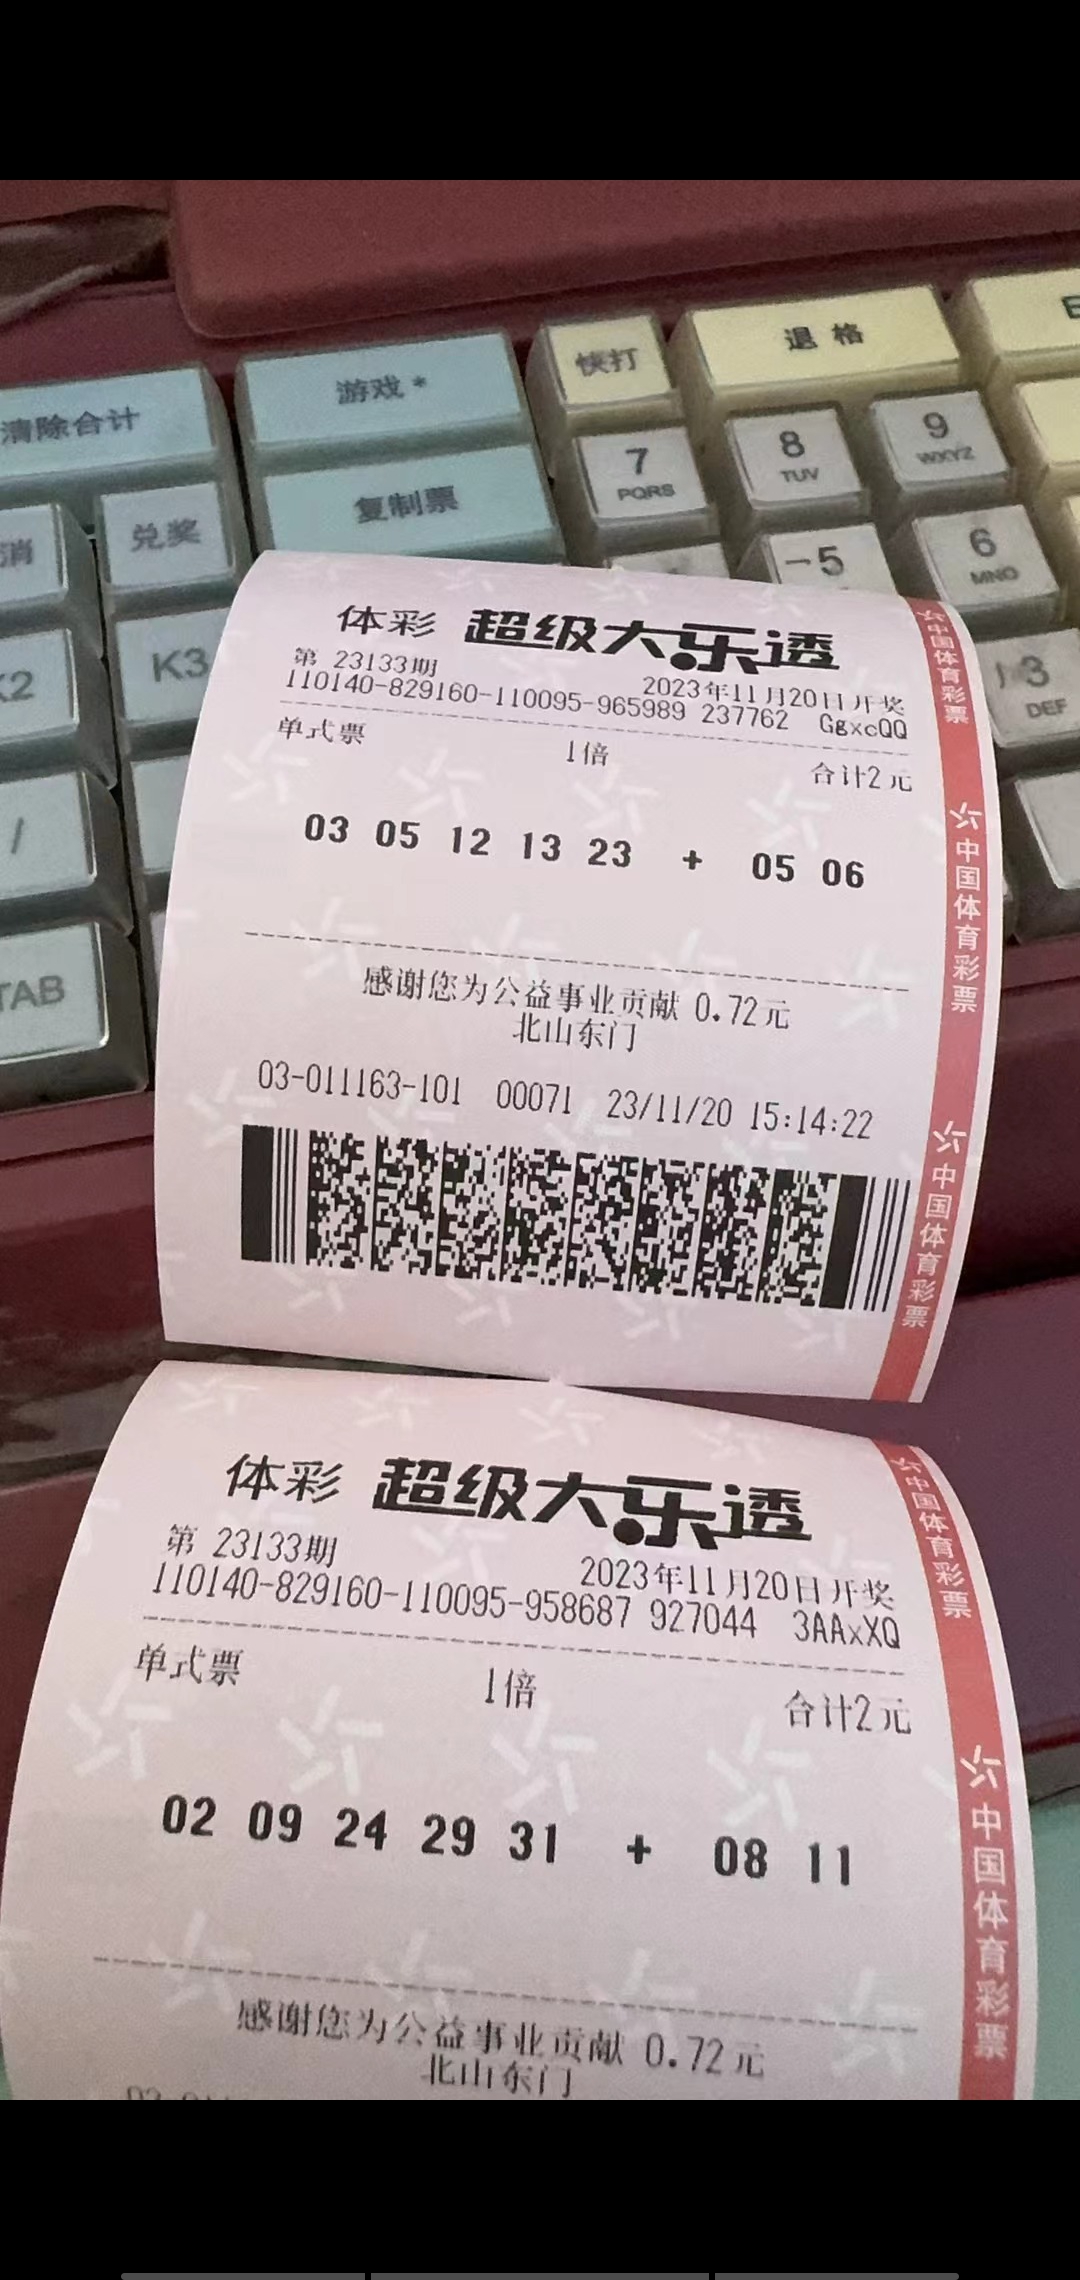 E
退 格
快打
游戏 *
清除合计
7
PQRS
8
TUV
9
WXYZ
复制票
兑奖
消
5
6
MNO
K3
K2
3
DEF
/
TAB
体彩 超级大乐透
第 23133期
2023年11月20日开奖
110140-829160-110095-965989 237762 GgxcQQ
单式票 1倍 合计2元
03 05 12 13 23 + 05 06
感谢您为公益事业贡献 0.72元
北山东门
03-011163-101 00071 23/11/20 15:14:22
中国体育彩票
中国体育彩票
中国体育彩票
体彩 超级大乐透
第 23133期
2023年11月20日开奖
110140-829160-110095-958687 927044 3AAxXQ
单式票 1倍 合计2元
02 09 24 29 31 + 08 11
感谢您为公益事业贡献 0.72元
北山东门
中国体育彩票
中国体育彩票